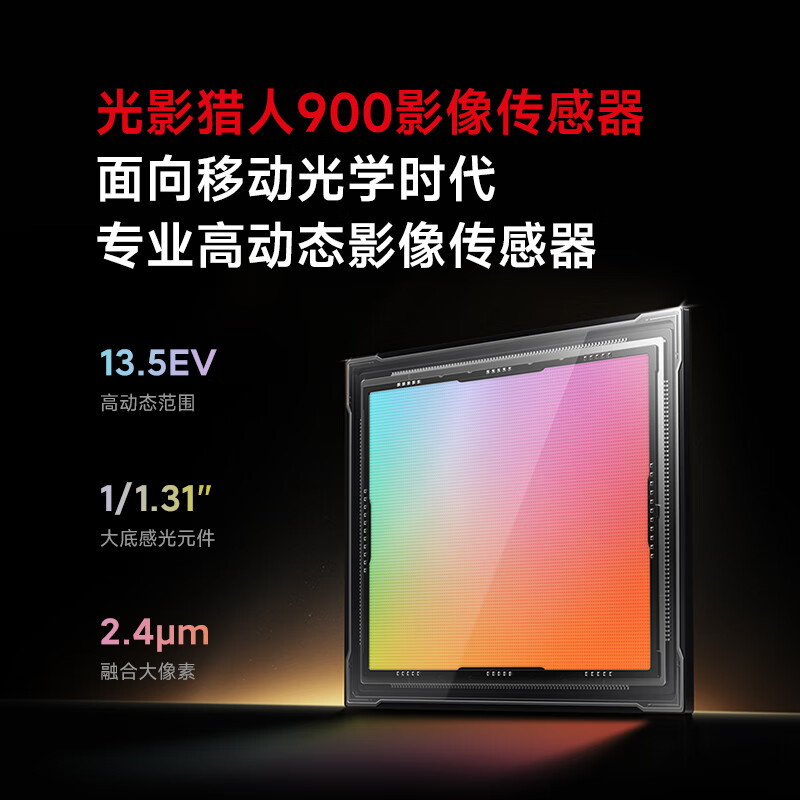 光影猎人900影像传感器
面向移动光学时代
专业高动态影像传感器
13.5EV
高动态范围
1/1.31"
大底感光元件
2.4μm
融合大像素